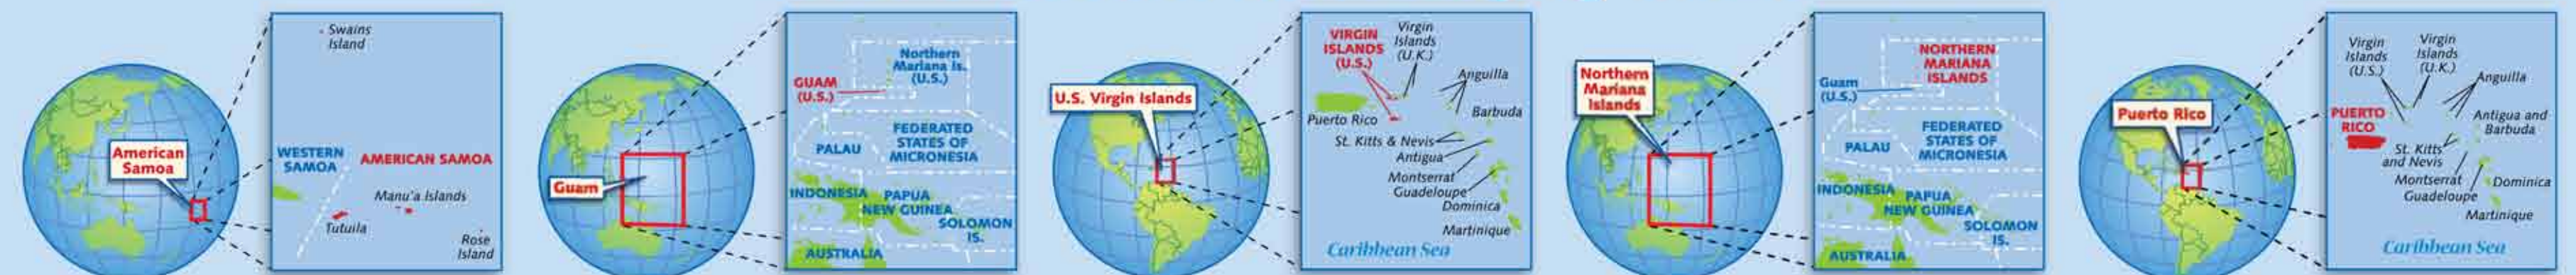 American
Samoa
Swains
Island
WESTERN
SAMOA
AMERICAN SAMOA
Manu'a Islands
Tutuila
Rose
Island
Guam
Northern
Mariana Is.
(U.S.)
GUAM
(U.S.)
FEDERATED
STATES OF
MICRONESIA
PALAU
INDONESIA
PAPUA
NEW GUINEA
SOLOMON
IS.
AUSTRALIA
U.S. Virgin Islands
VIRGIN
ISLANDS
(U.S.)
Virgin
Islands
(U.K.)
Anguilla
Puerto Rico
Barbuda
St. Kitts & Nevis
Antigua
Montserrat
Guadeloupe
Dominica
Martinique
Caribbean Sea
Northern
Mariana
Islands
NORTHERN
MARIANA
ISLANDS
Guam
(U.S.)
FEDERATED
STATES OF
MICRONESIA
PALAU
INDONESIA
PAPUA
NEW GUINEA
SOLOMON
IS.
AUSTRALIA
Puerto Rico
Virgin
Islands
(U.S.)
Virgin
Islands
(U.K.)
Anguilla
PUERTO
RICO
Antigua and
Barbuda
St. Kitts
and Nevis
Montserrat
Guadeloupe
Dominica
Martinique
Caribbean Sea